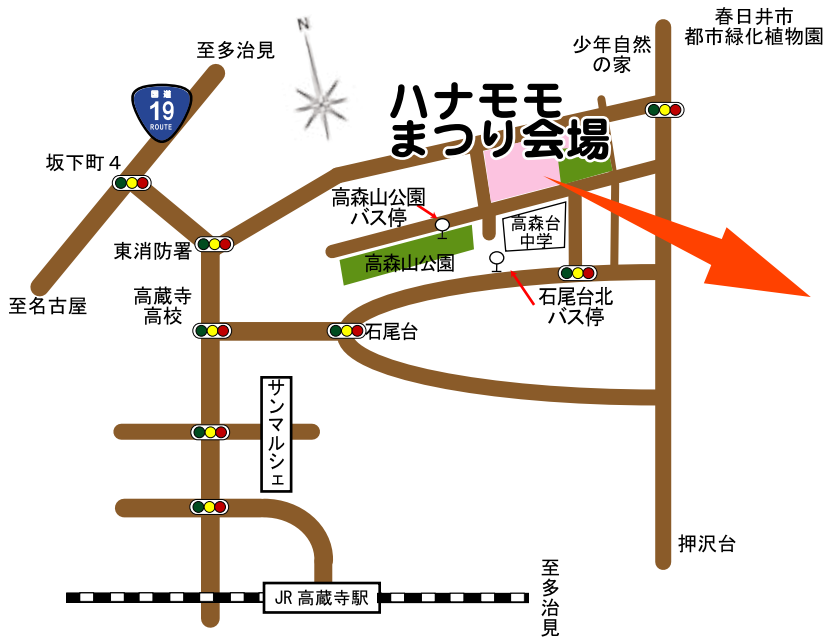 N
春日井市
都市緑化植物園
至多治見
少年自然
の家
国道
19
ROUTE
ハナモモ
まつり会場
坂下町４
高森山公園
バス停
高森台
中学
東消防署
高森山公園
至名古屋
高蔵寺
高校
石尾台北
バス停
石尾台
サンマルシェ
押沢台
至多治見
JR 高蔵寺駅